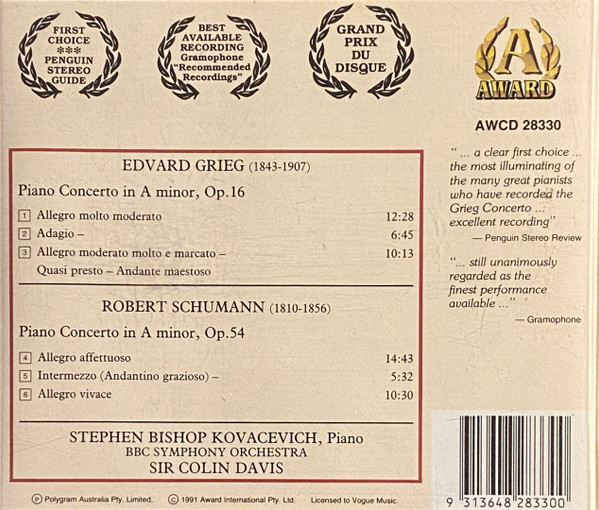 FIRST
CHOICE
***
PENGUIN
STEREO
GUIDE
BEST
AVAILABLE
RECORDING
Gramophone
"Recommended
Recordings"
GRAND
PRIX
DU
DISQUE
A
AWARD
AWCD 28330
EDVARD GRIEG (1843-1907)
Piano Concerto in A minor, Op.16
1 Allegro molto moderato 12:28
2 Adagio – 6:45
3 Allegro moderato molto e marcato – 10:13
Quasi presto – Andante maestoso
ROBERT SCHUMANN (1810-1856)
Piano Concerto in A minor, Op.54
4 Allegro affettuoso 14:43
5 Intermezzo (Andantino grazioso) – 5:32
6 Allegro vivace 10:30
STEPHEN BISHOP KOVACEVICH, Piano
BBC SYMPHONY ORCHESTRA
SIR COLIN DAVIS
" ... a clear first choice ...
the most illuminating of
the many great pianists
who have recorded the
Grieg Concerto ...
excellent recording"
— Penguin Stereo Review
"... still unanimously
regarded as the
finest performance
available ..."
— Gramophone
Ⓟ Polygram Australia Pty. Limited. © 1991 Award International Pty. Ltd. Licensed to Vogue Music.
9 313648 283300